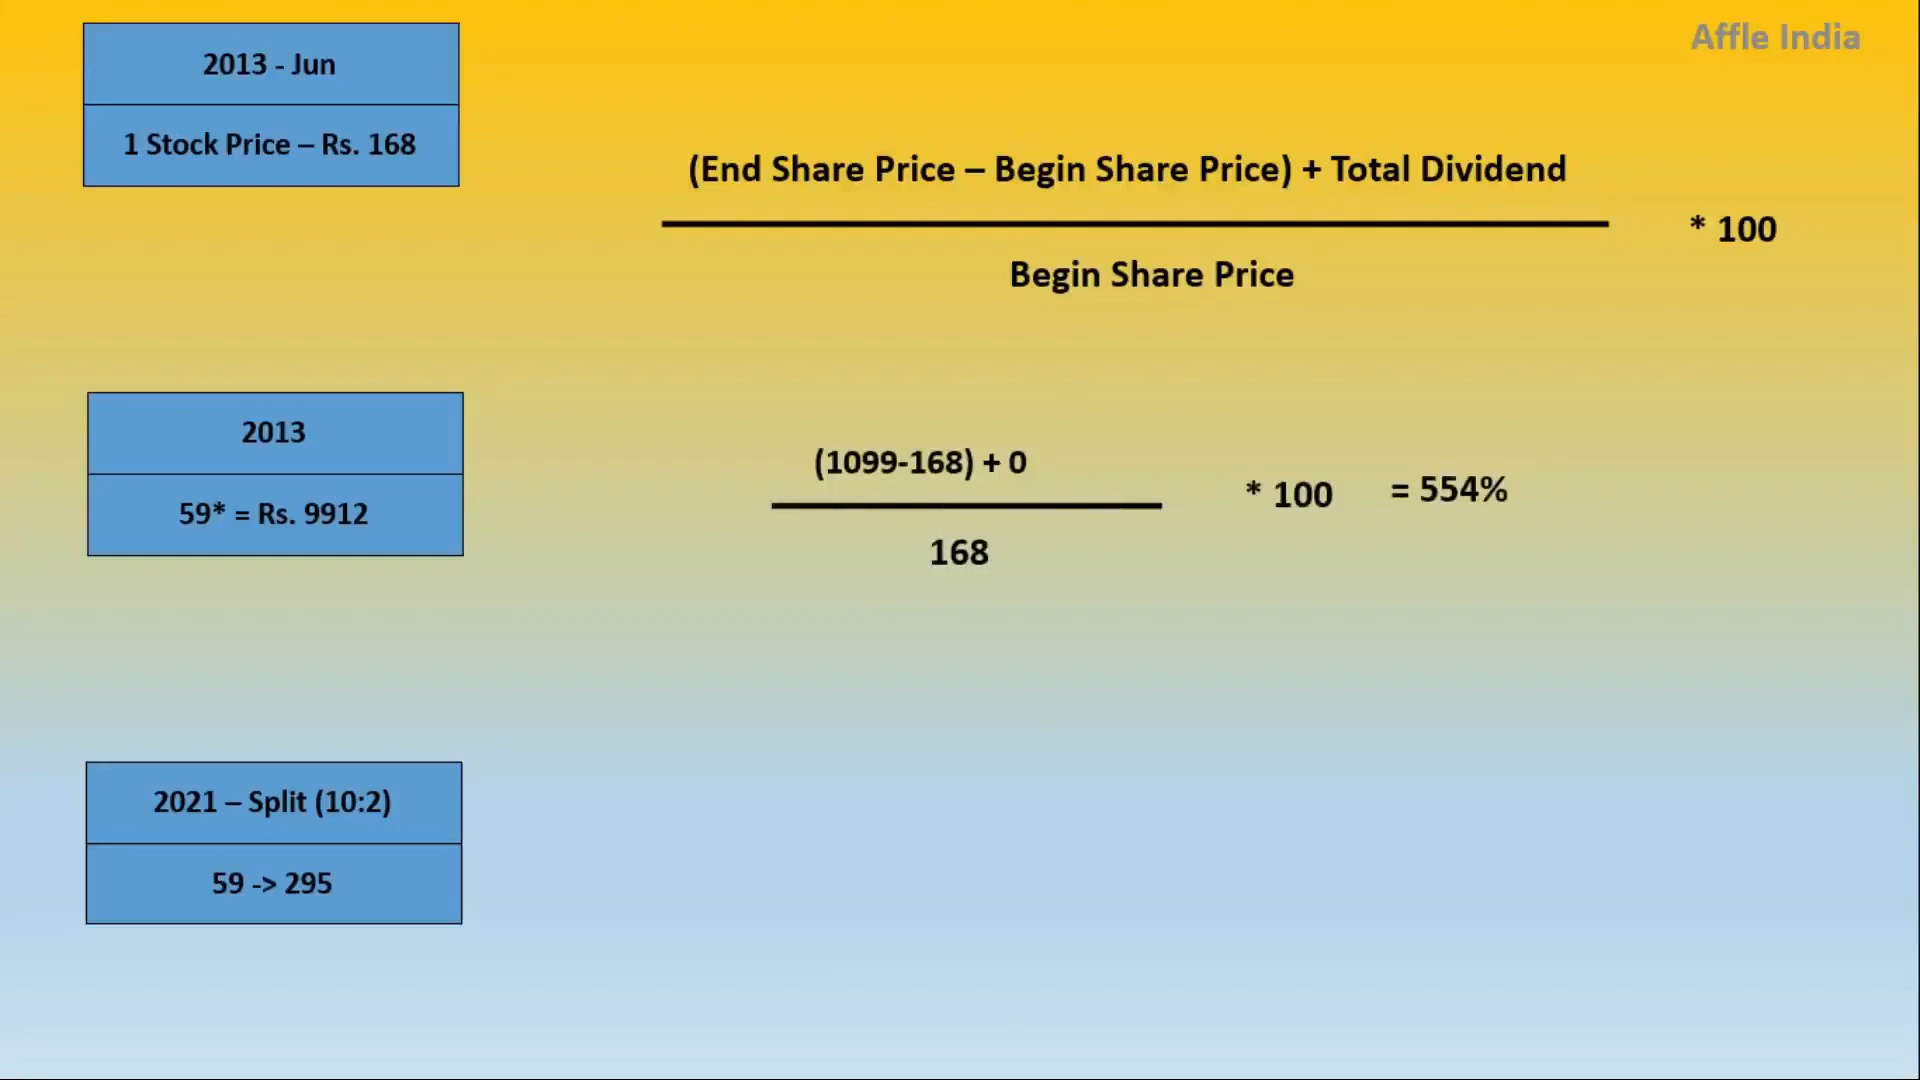 Affle India
2013 - Jun
1 Stock Price – Rs. 168
(End Share Price – Begin Share Price) + Total Dividend
* 100
Begin Share Price
2013
59* = Rs. 9912
(1099-168) + 0
* 100 = 554%
168
2021 – Split (10:2)
59 -> 295